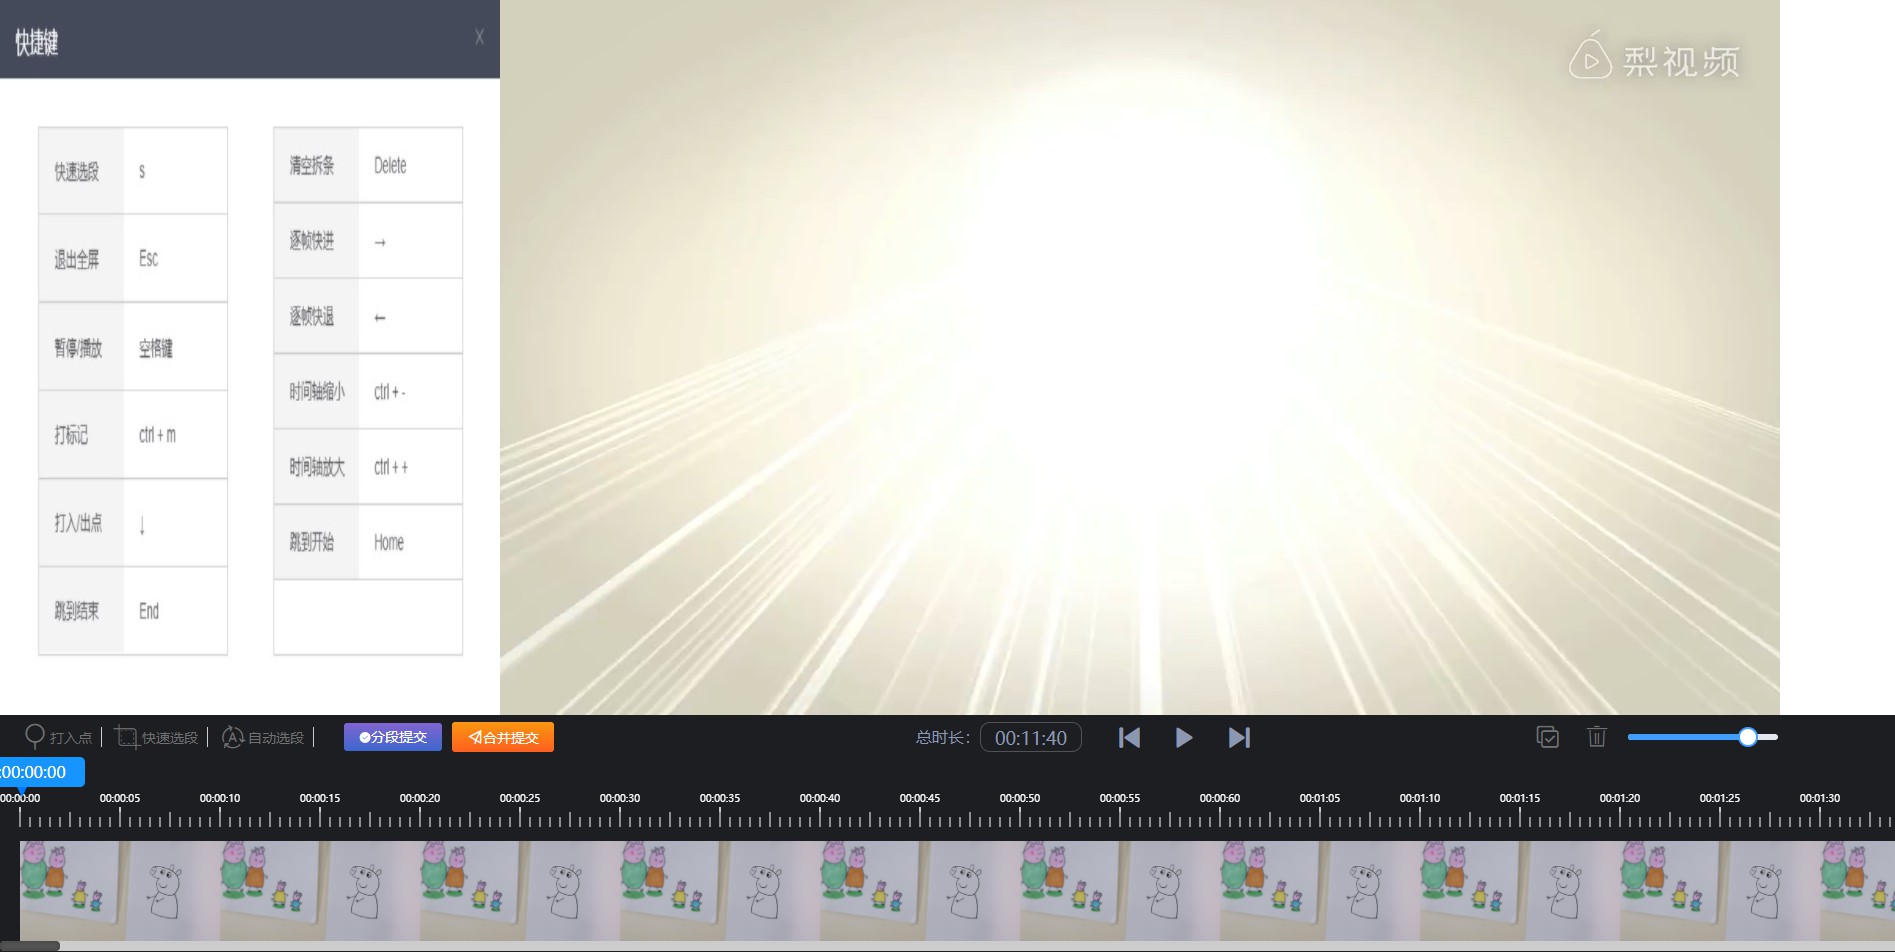 快捷键
X
快速选段 s
退出全屏 Esc
暂停/播放 空格键
打标记 ctrl + m
打入/出点 ↓
跳到结束 End
清空拆条 Delete
逐帧快进 →
逐帧快退 ←
时间轴缩小 ctrl + -
时间轴放大 ctrl + +
跳到开始 Home
梨视频
打入点 快速选段 自动选段 分段提交 合并提交 总时长: 00:11:40
:00:00:00
00:00:00 00:00:05 00:00:10 00:00:15 00:00:20 00:00:25 00:00:30 00:00:35 00:00:40 00:00:45 00:00:50 00:00:55 00:00:60 00:01:05 00:01:10 00:01:15 00:01:20 00:01:25 00:01:30